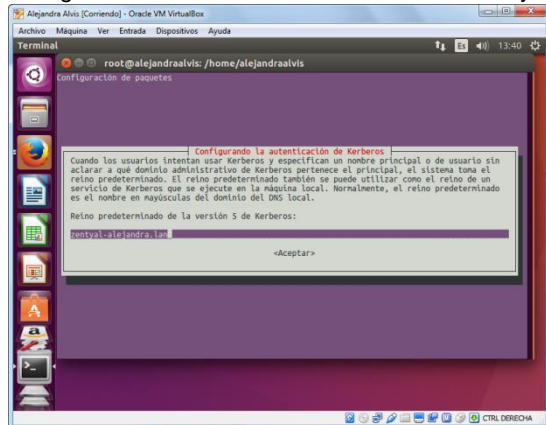 Alejandra Alvis [Corriendo] - Oracle VM VirtualBox
Archivo Máquina Ver Entrada Dispositivos Ayuda
Terminal
Es
13:40
root@alejandraalvis: /home/alejandraalvis
Configuración de paquetes
Configurando la autenticación de Kerberos
Cuando los usuarios intentan usar Kerberos y especifican un nombre principal o de usuario sin
aclarar a qué dominio administrativo de Kerberos pertenece el principal, el sistema toma el
reino predeterminado. El reino predeterminado también se puede utilizar como el reino de un
servicio de Kerberos que se ejecute en la máquina local. Normalmente, el reino predeterminado
es el nombre en mayúsculas del dominio del DNS local.
Reino predeterminado de la versión 5 de Kerberos:
zentyal-alejandra.lan
<Aceptar>
CTRL DERECHA